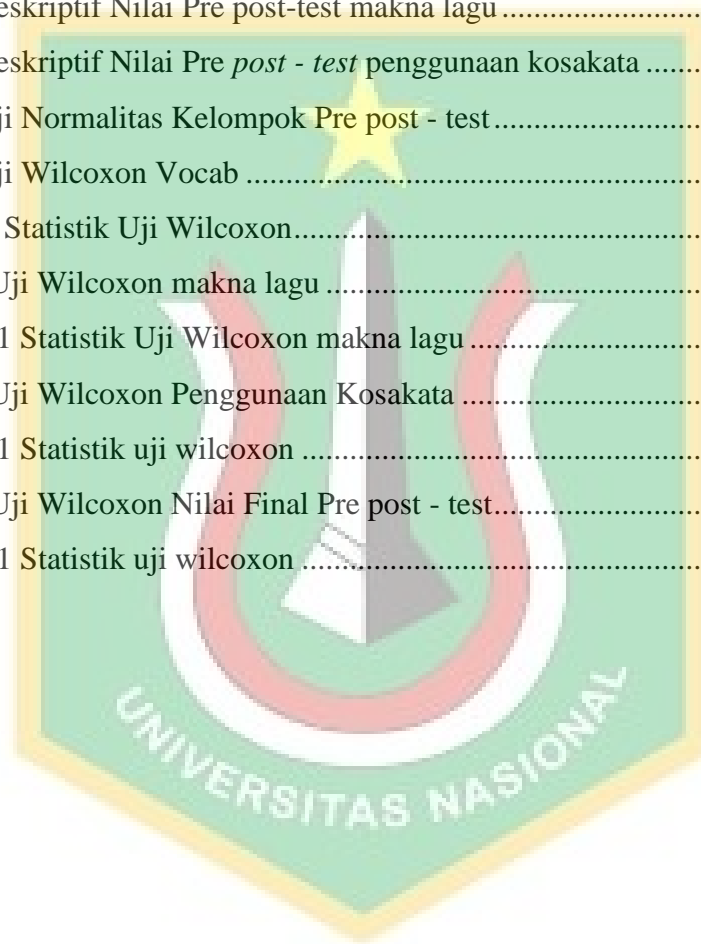 eskriptif Nilai Pre post-test makna lagu ........................
eskriptif Nilai Pre post - test penggunaan kosakata .......
ji Normalitas Kelompok Pre post - test ..........................
ji Wilcoxon Vocab ........................................................
Statistik Uji Wilcoxon ..................................................
Uji Wilcoxon makna lagu ..............................................
1 Statistik Uji Wilcoxon makna lagu .............................
Uji Wilcoxon Penggunaan Kosakata ..............................
1 Statistik uji wilcoxon ..................................................
Uji Wilcoxon Nilai Final Pre post - test ..........................
1 Statistik uji wilcoxon ..................................................
UNIVERSITAS NASIONAL